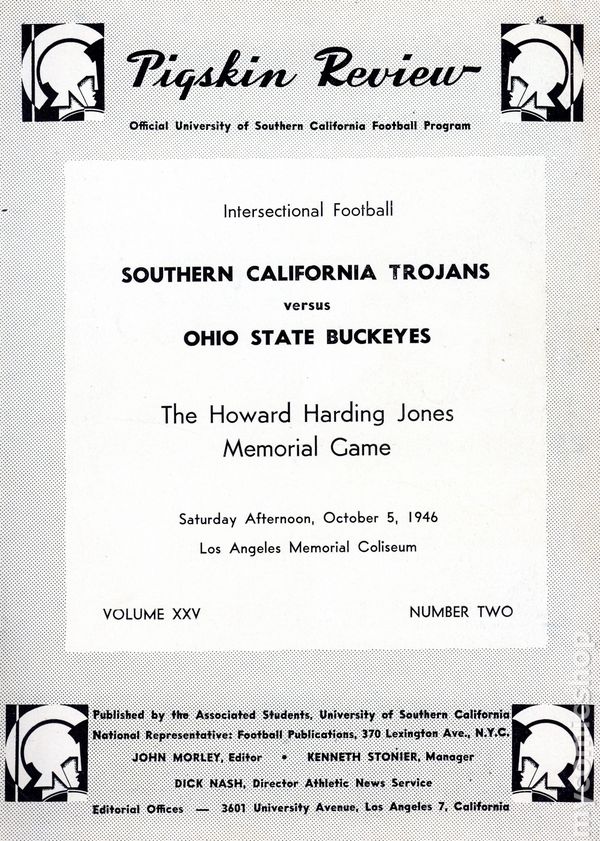 Pigskin Review
Official University of Southern California Football Program
Intersectional Football
SOUTHERN CALIFORNIA TROJANS
versus
OHIO STATE BUCKEYES
The Howard Harding Jones
Memorial Game
Saturday Afternoon, October 5, 1946
Los Angeles Memorial Coliseum
VOLUME XXV NUMBER TWO
Published by the Associated Students, University of Southern California
National Representative: Football Publications, 370 Lexington Ave., N.Y.C.
JOHN MORLEY, Editor • KENNETH STONIER, Manager
DICK NASH, Director Athletic News Service
Editorial Offices — 3601 University Avenue, Los Angeles 7, California